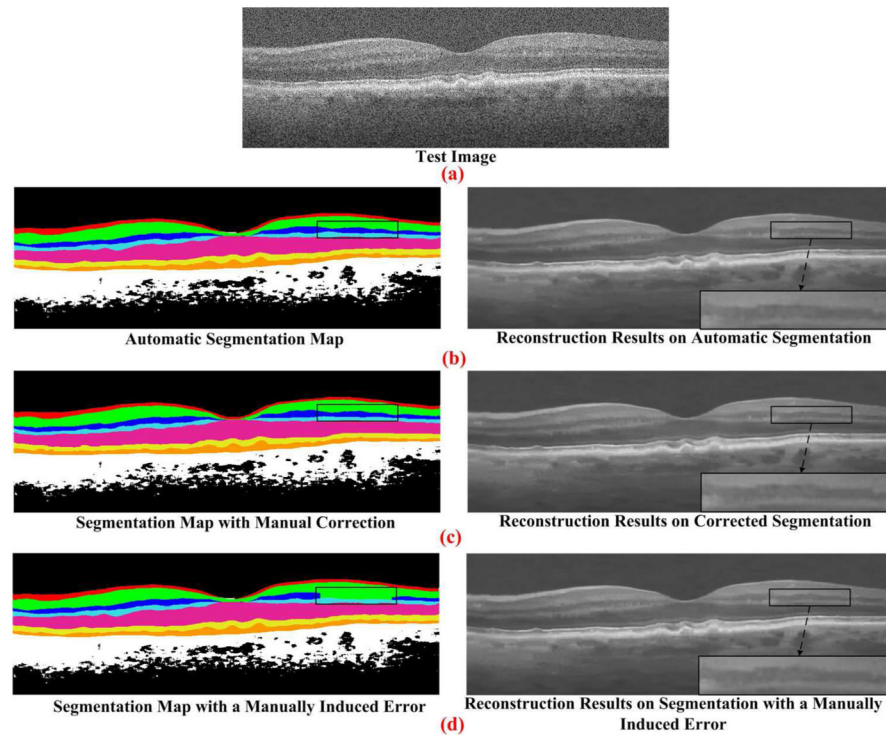 Test Image
(a)
Automatic Segmentation Map
Reconstruction Results on Automatic Segmentation
(b)
Segmentation Map with Manual Correction
Reconstruction Results on Corrected Segmentation
(c)
Segmentation Map with a Manually Induced Error
Reconstruction Results on Segmentation with a Manually
Induced Error
(d)